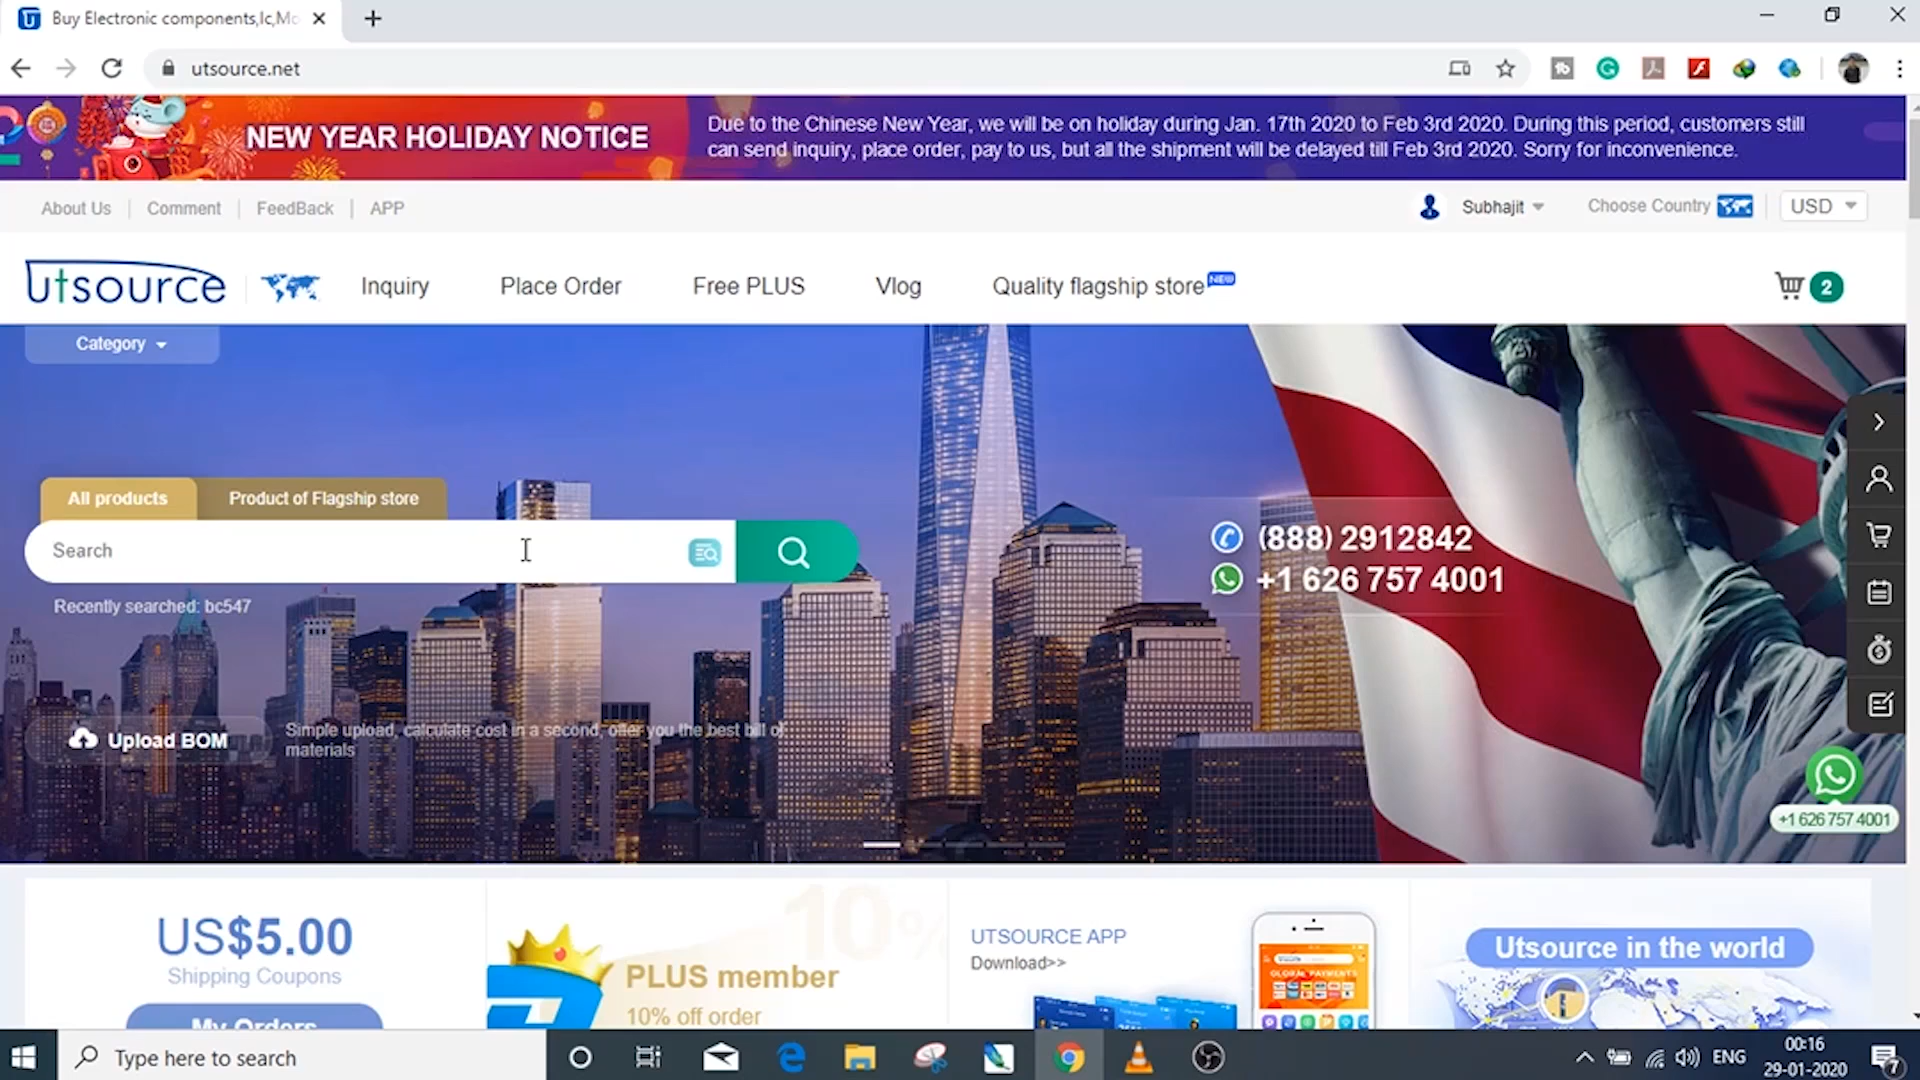 Buy Electronic components,Ic,Mo
utsource.net
NEW YEAR HOLIDAY NOTICE
Due to the Chinese New Year, we will be on holiday during Jan. 17th 2020 to Feb 3rd 2020. During this period, customers still
can send inquiry, place order, pay to us, but all the shipment will be delayed till Feb 3rd 2020. Sorry for inconvenience.
About Us | Comment | FeedBack | APP
Subhajit
Choose Country
USD
utsource
Inquiry
Place Order
Free PLUS
Vlog
Quality flagship store NEW
2
Category
All products
Product of Flagship store
Search
Recently searched: bc547
(888) 2912842
+1 626 757 4001
Upload BOM
Simple upload, calculate cost in a second, offer you the best bill of
materials
+1 626 757 4001
US$5.00
Shipping Coupons
My Orders
10%
PLUS member
10% off order
UTSOURCE APP
Download>>
GLOBAL PAYMENTS
Utsource in the world
Type here to search
ENG
00:16
29-01-2020
7